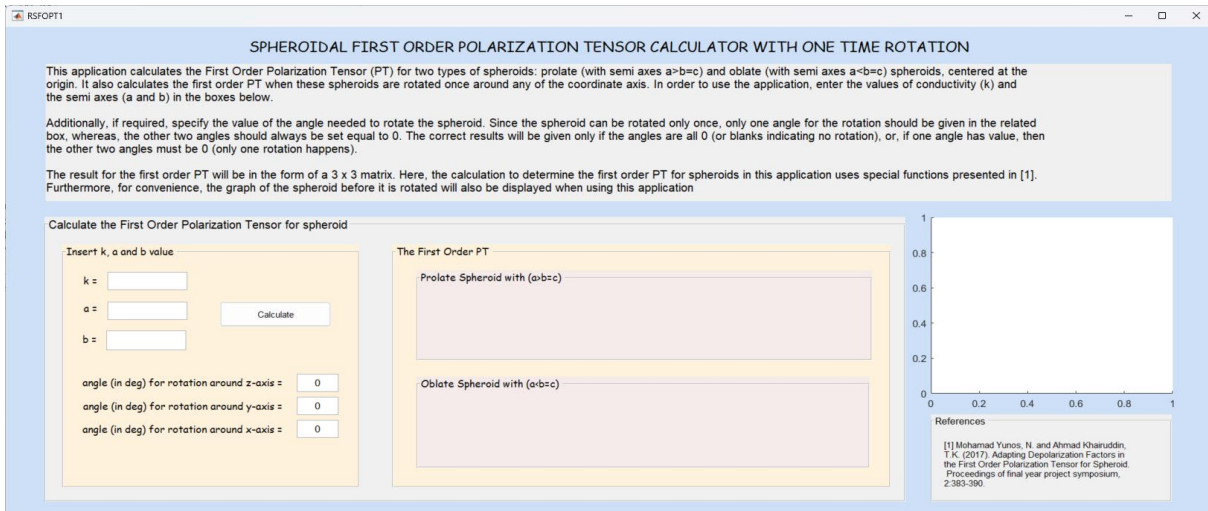 RSFOPT1
SPHEROIDAL FIRST ORDER POLARIZATION TENSOR CALCULATOR WITH ONE TIME ROTATION
This application calculates the First Order Polarization Tensor (PT) for two types of spheroids: prolate (with semi axes a>b=c) and oblate (with semi axes a<b=c) spheroids, centered at the
origin. It also calculates the first order PT when these spheroids are rotated once around any of the coordinate axis. In order to use the application, enter the values of conductivity (k) and
the semi axes (a and b) in the boxes below.
Additionally, if required, specify the value of the angle needed to rotate the spheroid. Since the spheroid can be rotated only once, only one angle for the rotation should be given in the related
box, whereas, the other two angles should always be set equal to 0. The correct results will be given only if the angles are all 0 (or blanks indicating no rotation), or, if one angle has value, then
the other two angles must be 0 (only one rotation happens).
The result for the first order PT will be in the form of a 3 x 3 matrix. Here, the calculation to determine the first order PT for spheroids in this application uses special functions presented in [1].
Furthermore, for convenience, the graph of the spheroid before it is rotated will also be displayed when using this application
Calculate the First Order Polarization Tensor for spheroid
Insert k, a and b value
k =
a =
b =
Calculate
angle (in deg) for rotation around z-axis = 0
angle (in deg) for rotation around y-axis = 0
angle (in deg) for rotation around x-axis = 0
The First Order PT
Prolate Spheroid with (a>b=c)
Oblate Spheroid with (a<b=c)
1
0.8
0.6
0.4
0.2
0
0 0.2 0.4 0.6 0.8 1
References
[1] Mohamad Yunos, N. and Ahmad Khairuddin,
T.K. (2017). Adapting Depolarization Factors in
the First Order Polarization Tensor for Spheroid.
Proceedings of final year project symposium,
2:383-390.